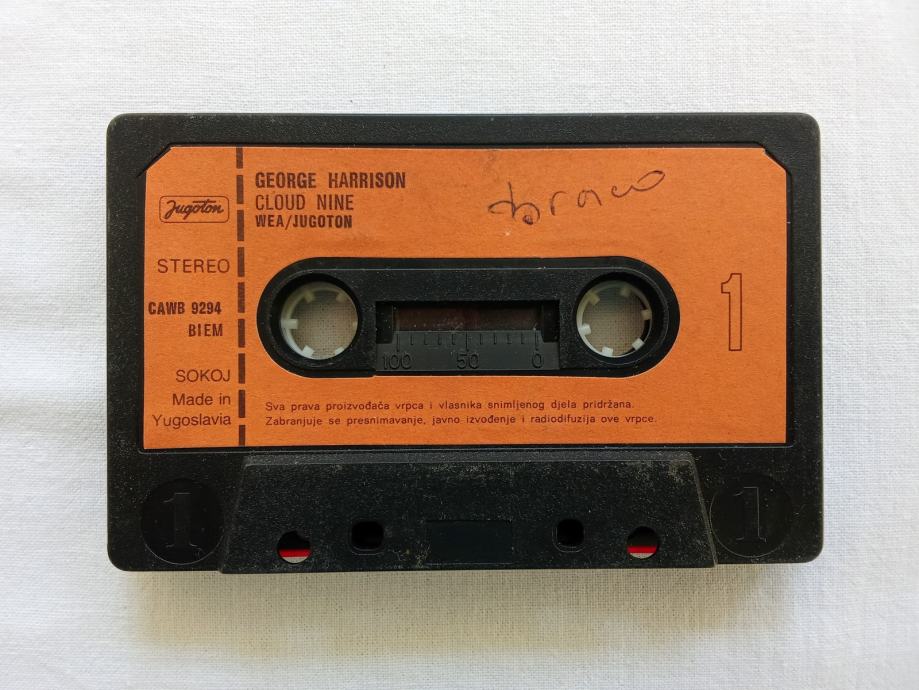 GEORGE HARRISON
CLOUD NINE
WEA/JUGOTON
Jugoton
STEREO
CAWB 9294
BIEM
SOKOJ
Made in
Yugoslavia
1
100 50 0
Sva prava proizvođača vrpca i vlasnika snimljenog djela pridržana.
Zabranjuje se presnimavanje, javno izvođenje i radiodifuzija ove vrpce.
1
1